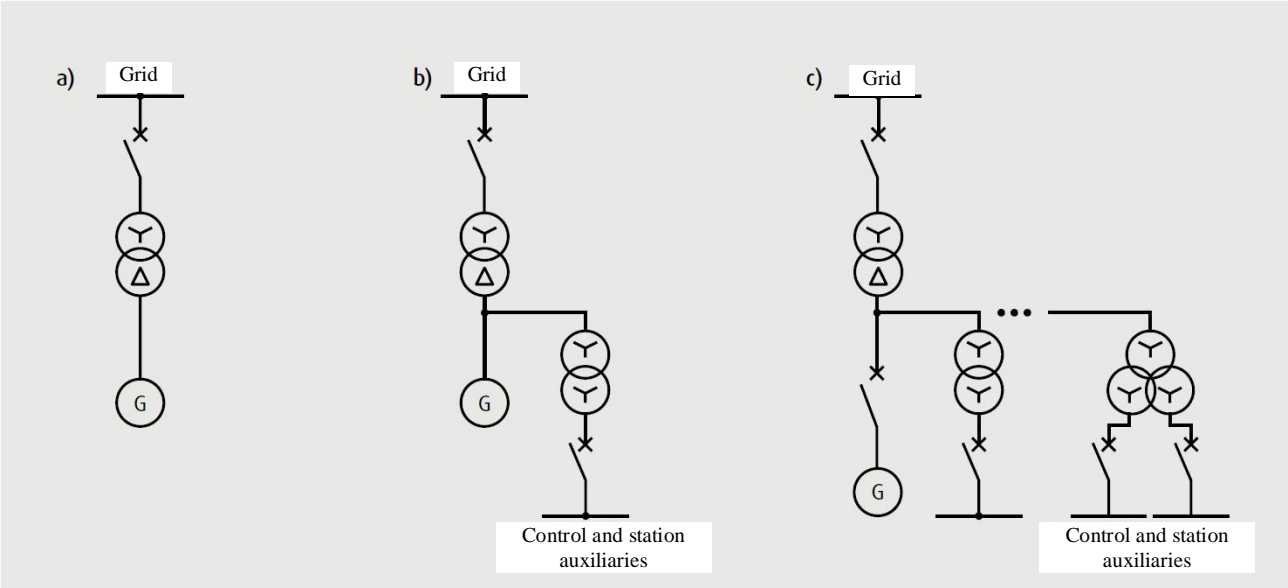 a)
Grid
G
b)
Grid
G
Control and station
auxiliaries
c)
Grid
G
Control and station
auxiliaries